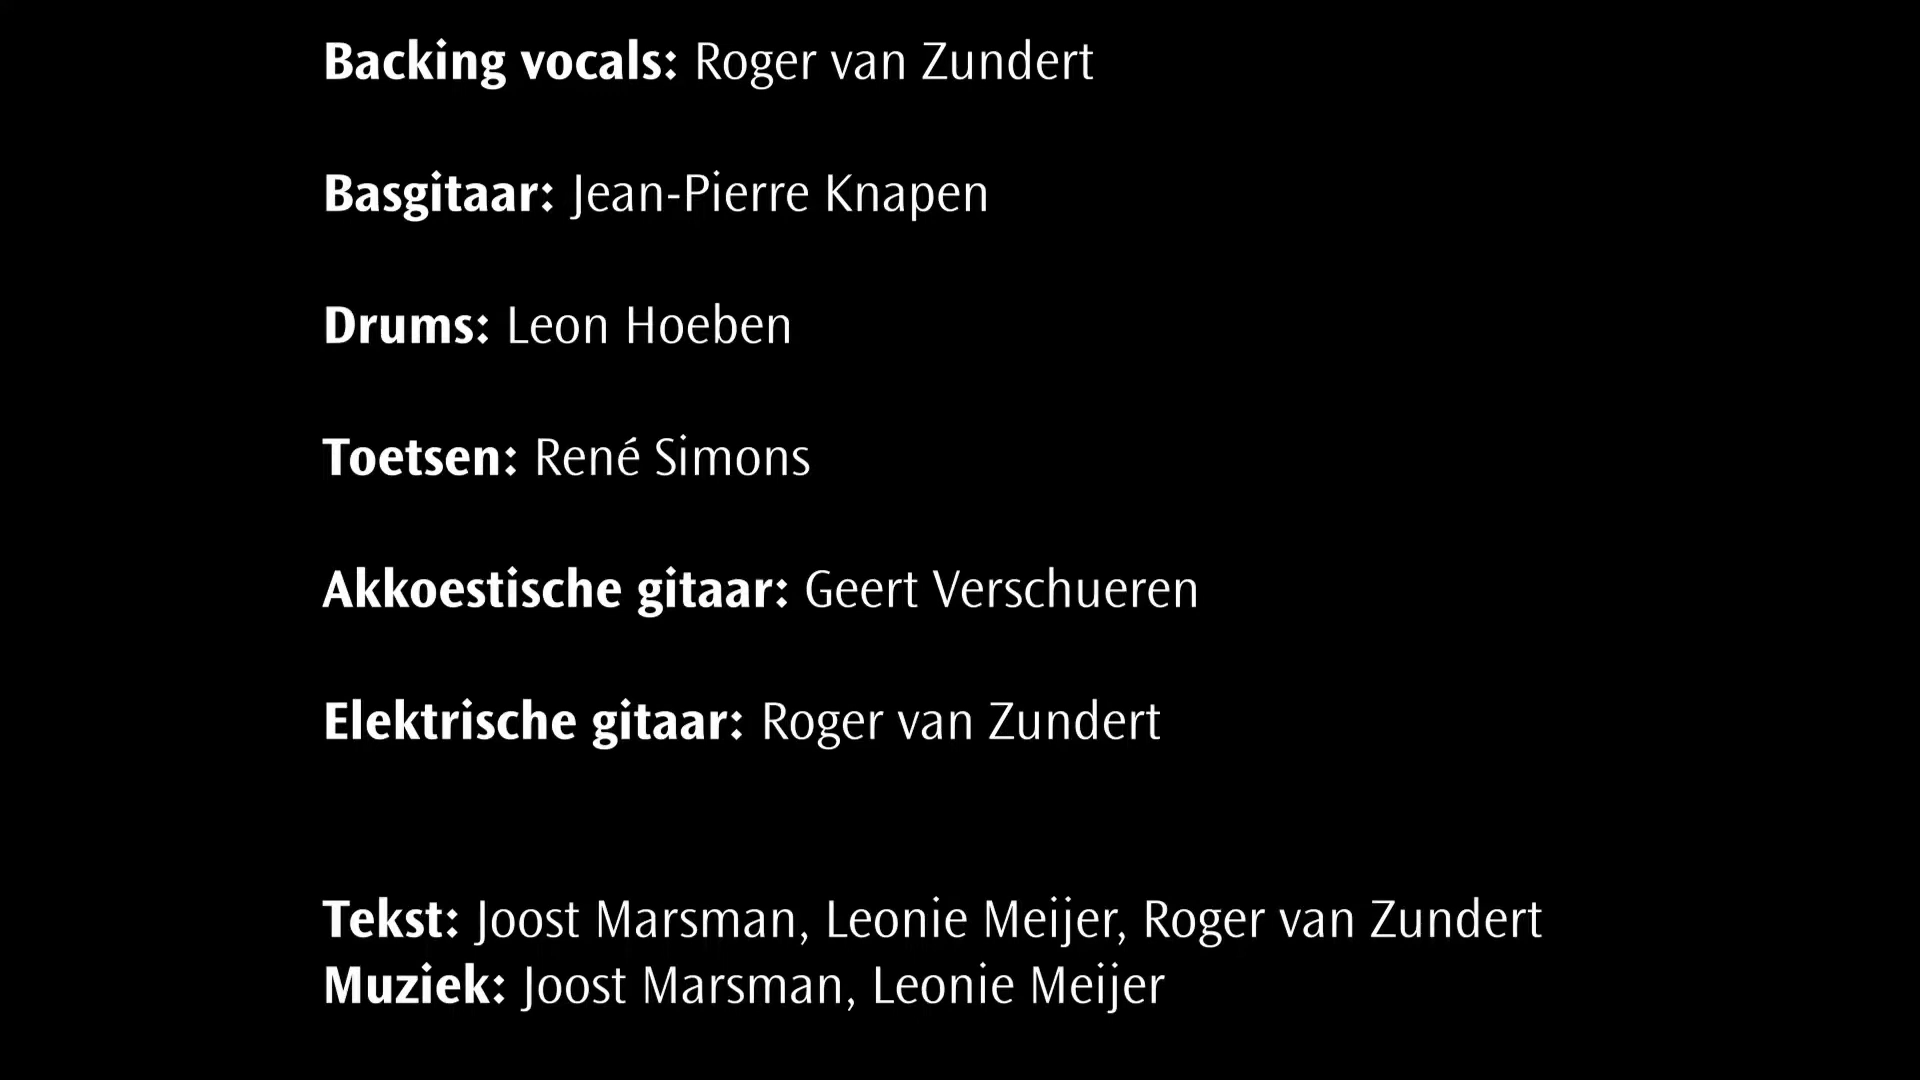 Backing vocals: Roger van Zundert
Basgitaar: Jean-Pierre Knapen
Drums: Leon Hoeben
Toetsen: René Simons
Akkoestische gitaar: Geert Verschueren
Elektrische gitaar: Roger van Zundert
Tekst: Joost Marsman, Leonie Meijer, Roger van Zundert
Muziek: Joost Marsman, Leonie Meijer